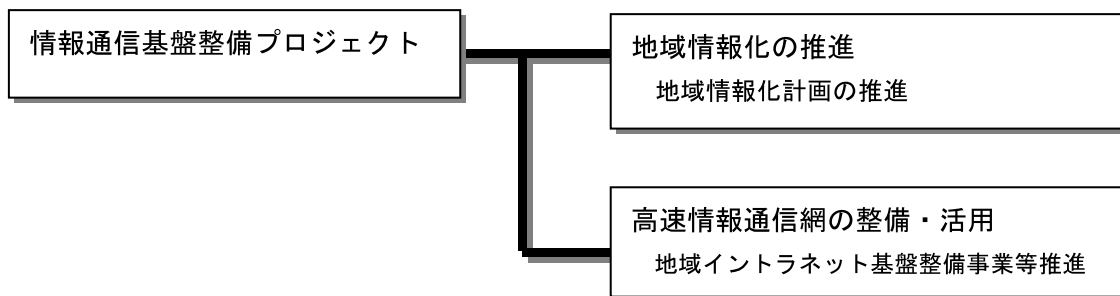 情報通信基盤整備プロジェクト
地域情報化の推進
地域情報化計画の推進
高速情報通信網の整備・活用
地域イントラネット基盤整備事業等推進